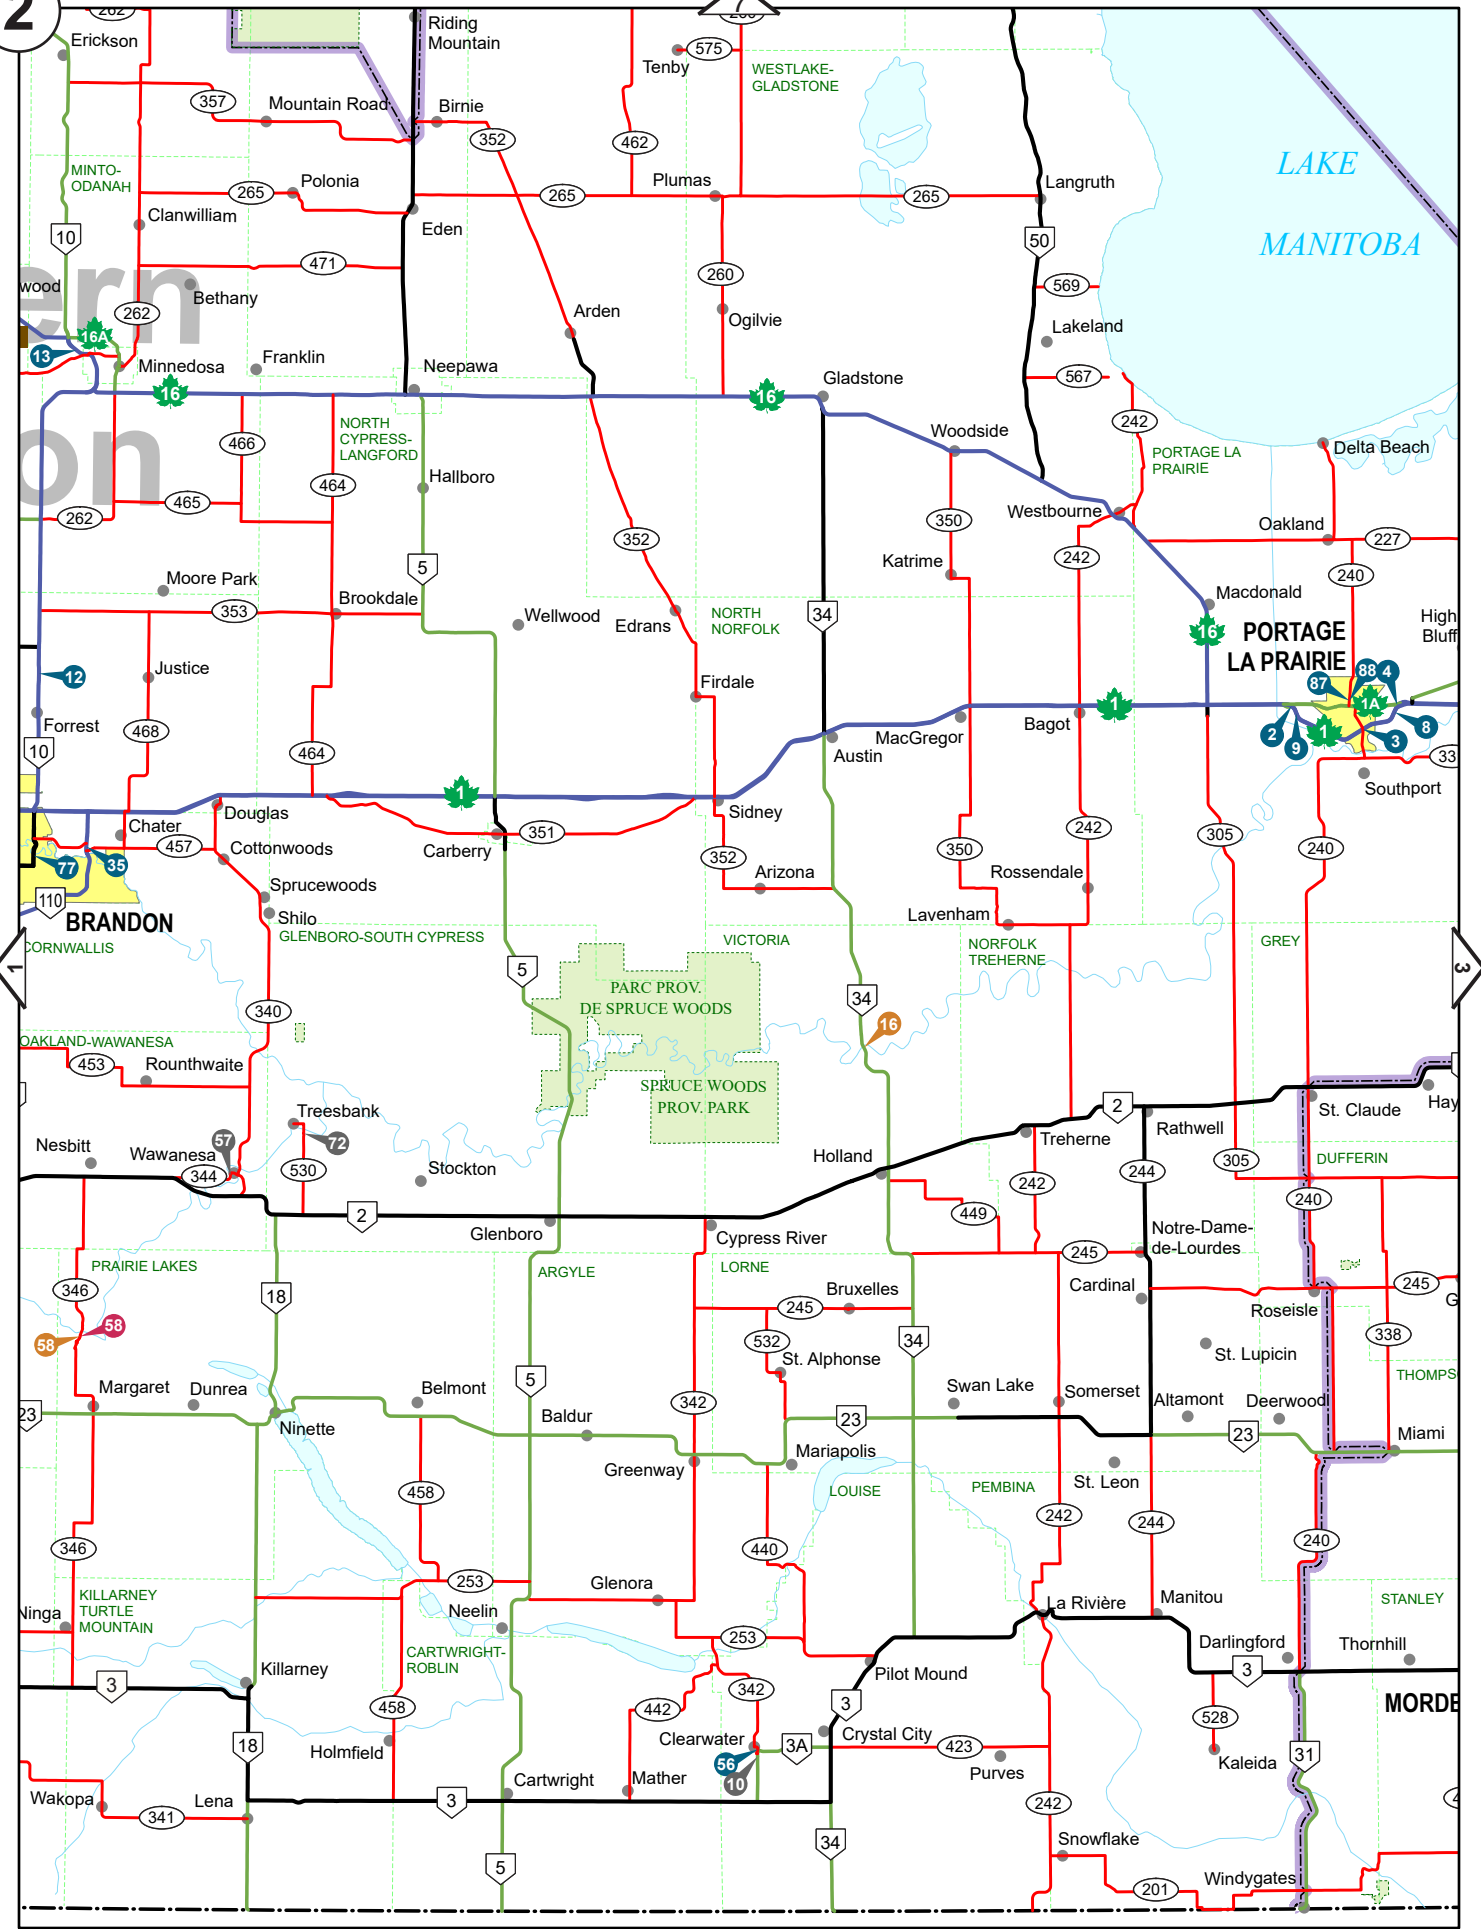 2
262
Erickson
Riding
Mountain
7
575
Tenby
WESTLAKE-
GLADSTONE
357
Mountain Road
Birnie
352
462
LAKE
MANITOBA
MINTO-
ODANAH
265
Polonia
265
Plumas
265
Langruth
Clanwilliam
10
Eden
50
471
260
569
wood
ern
Bethany
262
Arden
Ogilvie
Lakeland
16A
13
Minnedosa
Franklin
Neepawa
567
16
16
Gladstone
242
on
466
NORTH
CYPRESS-
LANGFORD
Woodside
PORTAGE LA
PRAIRIE
Delta Beach
Hallboro
464
465
262
350
Westbourne
Oakland
227
352
242
Katrime
5
240
Moore Park
353
Brookdale
Wellwood
Edrans
NORTH
NORFOLK
34
Macdonald
16
PORTAGE
LA PRAIRIE
High
Bluff
12
Justice
Firdale
87
88
4
1A
1
Forrest
468
10
464
MacGregor
Bagot
1
2
9
3
8
Austin
33
Southport
1
Douglas
Sidney
Chater
457
Cottonwoods
Carberry
351
352
350
242
305
240
77
35
110
BRANDON
Sprucewoods
Shilo
Arizona
Rossendale
Lavenham
CORNWALLIS
GLENBORO-SOUTH CYPRESS
VICTORIA
NORFOLK
TREHERNE
GREY
1
3
5
PARC PROV.
DE SPRUCE WOODS
34
16
340
OAKLAND-WAWANESA
453
Rounthwaite
SPRUCE WOODS
PROV. PARK
Treesbank
72
57
2
St. Claude
Hay
Nesbitt
Wawanesa
344
530
Stockton
Holland
Treherne
Rathwell
244
305
DUFFERIN
242
240
2
Glenboro
449
Cypress River
Notre-Dame-
de-Lourdes
245
PRAIRIE LAKES
346
18
ARGYLE
LORNE
Bruxelles
245
Cardinal
245
Roseisle
G
58
58
532
34
338
St. Alphonse
St. Lupicin
THOMPS
Margaret
Dunrea
Belmont
5
342
Swan Lake
Somerset
Altamont
Deerwood
23
Ninette
Baldur
23
23
Miami
Greenway
Mariapolis
St. Leon
458
LOUISE
PEMBINA
242
244
346
440
240
KILLARNEY
TURTLE
MOUNTAIN
253
Glenora
STANLEY
Ninga
Neelin
La Rivière
Manitou
CARTWRIGHT-
ROBLIN
253
Darlingford
Thornhill
Killarney
Pilot Mound
3
3
458
442
342
3
MORDE
18
Holmfield
Clearwater
3A
Crystal City
423
528
56
10
Purves
Kaleida
31
Wakopa
341
Lena
3
Cartwright
Mather
242
5
34
Snowflake
201
Windygates